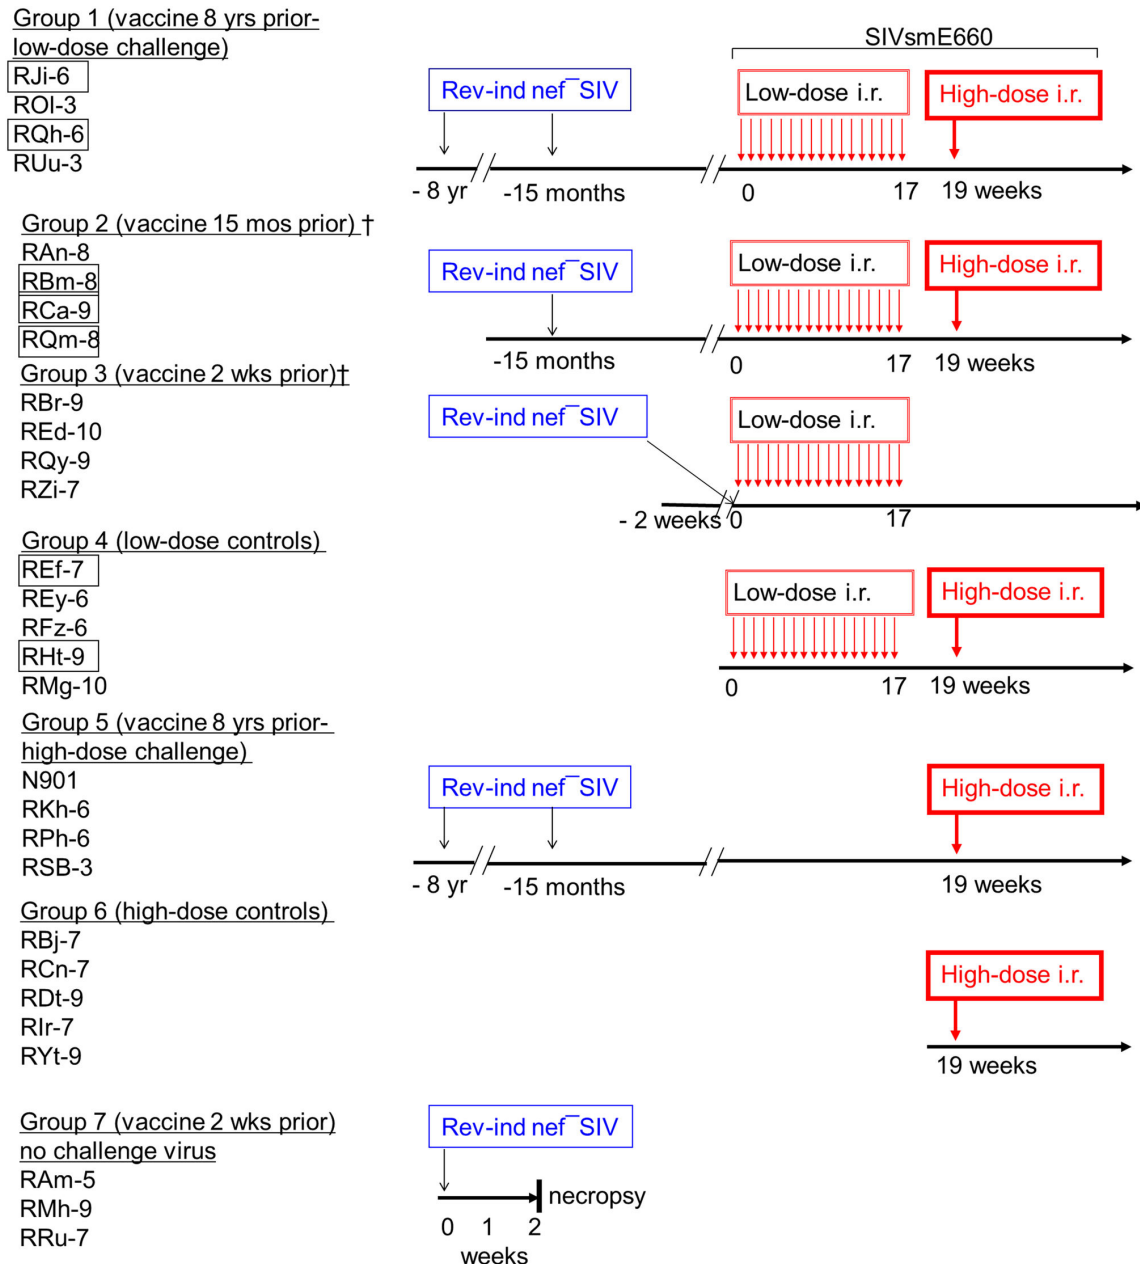 Group 1 (vaccine 8 yrs prior-
low-dose challenge)
RJi-6
ROl-3
RQh-6
RUu-3
SIVsmE660
Rev-ind nef¯SIV
Low-dose i.r.
High-dose i.r.
- 8 yr
-15 months
0
17
19 weeks
Group 2 (vaccine 15 mos prior) †
RAn-8
RBm-8
RCa-9
RQm-8
Rev-ind nef¯SIV
Low-dose i.r.
High-dose i.r.
-15 months
0
17
19 weeks
Group 3 (vaccine 2 wks prior)†
RBr-9
REd-10
RQy-9
RZi-7
Rev-ind nef¯SIV
Low-dose i.r.
- 2 weeks
0
17
Group 4 (low-dose controls)
REf-7
REy-6
RFz-6
RHt-9
RMg-10
Low-dose i.r.
High-dose i.r.
0
17
19 weeks
Group 5 (vaccine 8 yrs prior-
high-dose challenge)
N901
RKh-6
RPh-6
RSB-3
Rev-ind nef¯SIV
High-dose i.r.
- 8 yr
-15 months
19 weeks
Group 6 (high-dose controls)
RBj-7
RCn-7
RDt-9
RIr-7
RYt-9
High-dose i.r.
19 weeks
Group 7 (vaccine 2 wks prior)
no challenge virus
RAm-5
RMh-9
RRu-7
Rev-ind nef¯SIV
necropsy
0 1 2
weeks